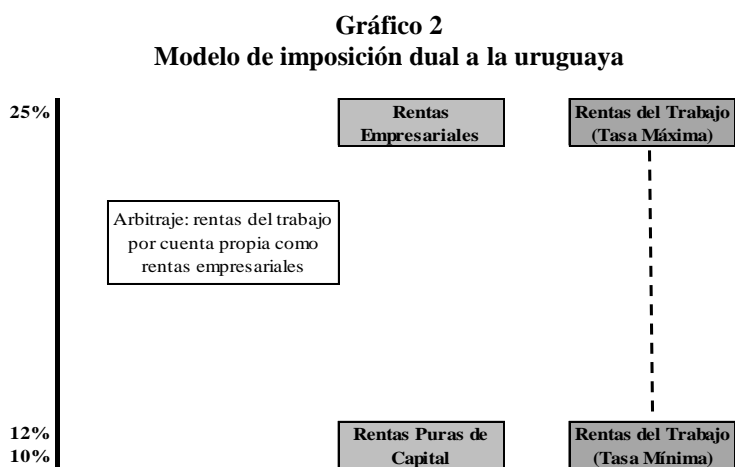 Gráfico 2
Modelo de imposición dual a la uruguaya
25%
Rentas
Empresariales
Rentas del Trabajo
(Tasa Máxima)
Arbitraje: rentas del trabajo
por cuenta propia como
rentas empresariales
12%
10%
Rentas Puras de
Capital
Rentas del Trabajo
(Tasa Mínima)